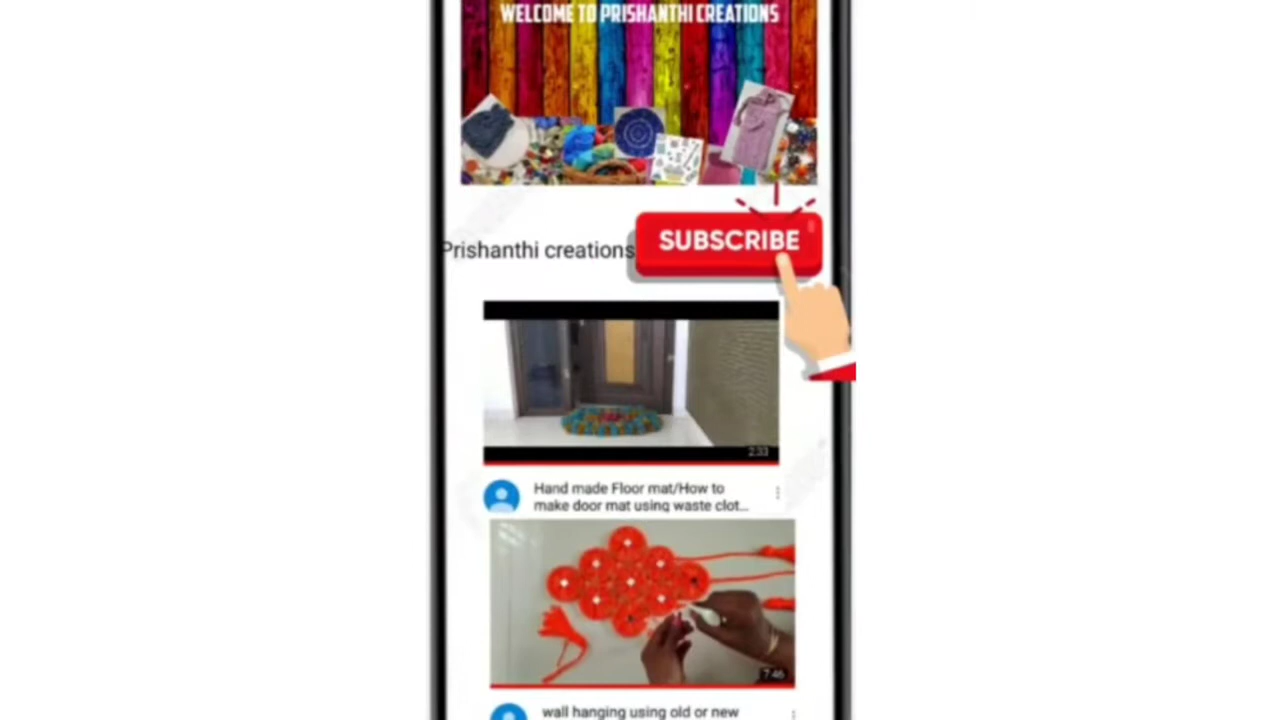 WELCOME TO PRISHANTHI CREATIONS
Prishanthi creations
SUBSCRIBE
2:33
Hand made Floor mat/How to
make door mat using waste clot...
7:46
wall hanging using old or new